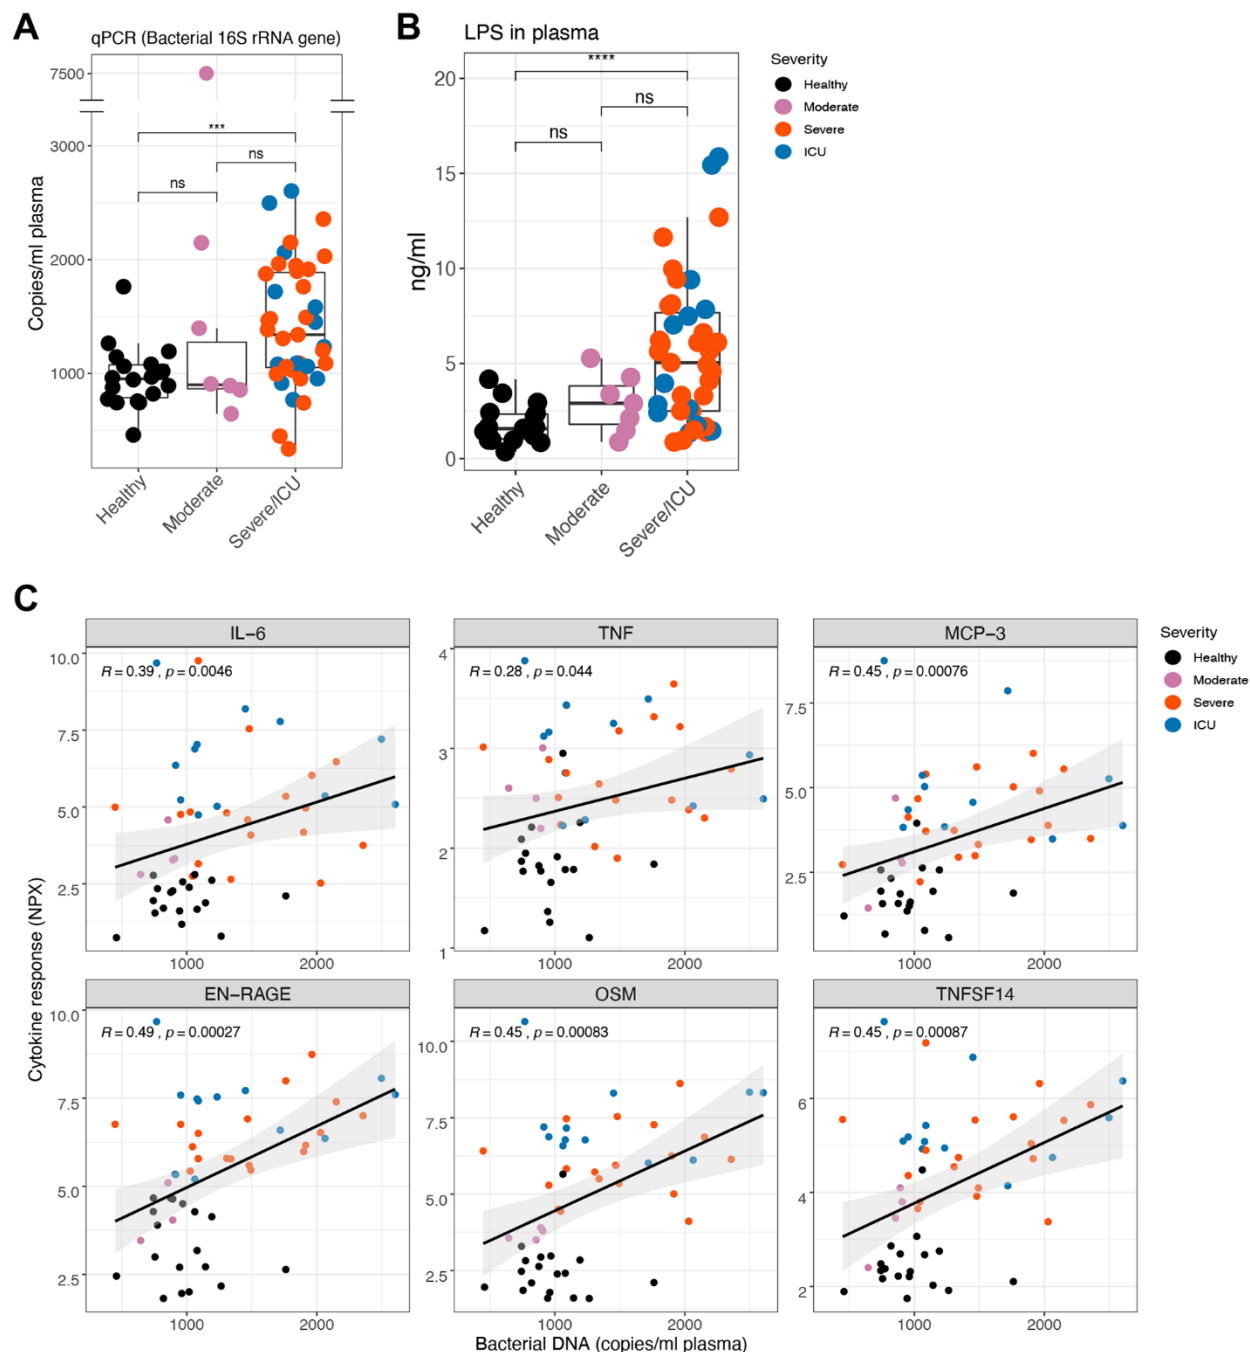 A
qPCR (Bacterial 16S rRNA gene)
7500
3000
2000
1000
Copies/ml plasma
***
ns
ns
Healthy
Moderate
Severe/ICU
B
LPS in plasma
20
15
10
5
0
ng/ml
****
ns
ns
Healthy
Moderate
Severe/ICU
Severity
Healthy
Moderate
Severe
ICU
C
Cytokine response (NPX)
IL-6
R = 0.39 , p = 0.0046
10.0
7.5
5.0
2.5
1000 2000
TNF
R = 0.28 , p = 0.044
4
3
2
1
1000 2000
MCP-3
R = 0.45 , p = 0.00076
7.5
5.0
2.5
1000 2000
Severity
Healthy
Moderate
Severe
ICU
EN-RAGE
R = 0.49 , p = 0.00027
10.0
7.5
5.0
2.5
1000 2000
OSM
R = 0.45 , p = 0.00083
10.0
7.5
5.0
2.5
1000 2000
TNFSF14
R = 0.45 , p = 0.00087
6
4
2
1000 2000
Bacterial DNA (copies/ml plasma)